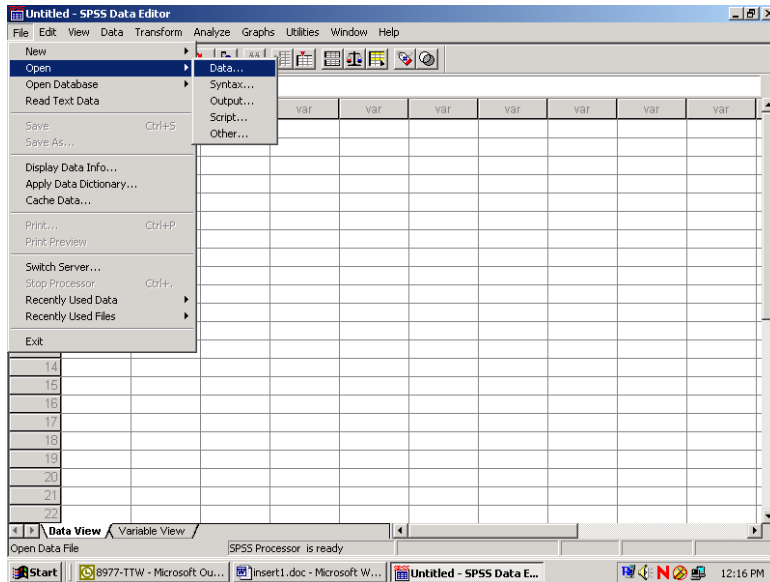 Untitled - SPSS Data Editor
File Edit View Data Transform Analyze Graphs Utilities Window Help
New
Open
Open Database
Read Text Data
Save Ctrl+S
Save As...
Display Data Info...
Apply Data Dictionary...
Cache Data...
Print... Ctrl+P
Print Preview
Switch Server...
Stop Processor Ctrl+.
Recently Used Data
Recently Used Files
Exit
Data...
Syntax...
Output...
Script...
Other...
var var var var var var var
14
15
16
17
18
19
20
21
22
Data View Variable View
Open Data File SPSS Processor is ready
Start 8977-TTW - Microsoft Ou... insert1.doc - Microsoft W... Untitled - SPSS Data E... N 12:16 PM